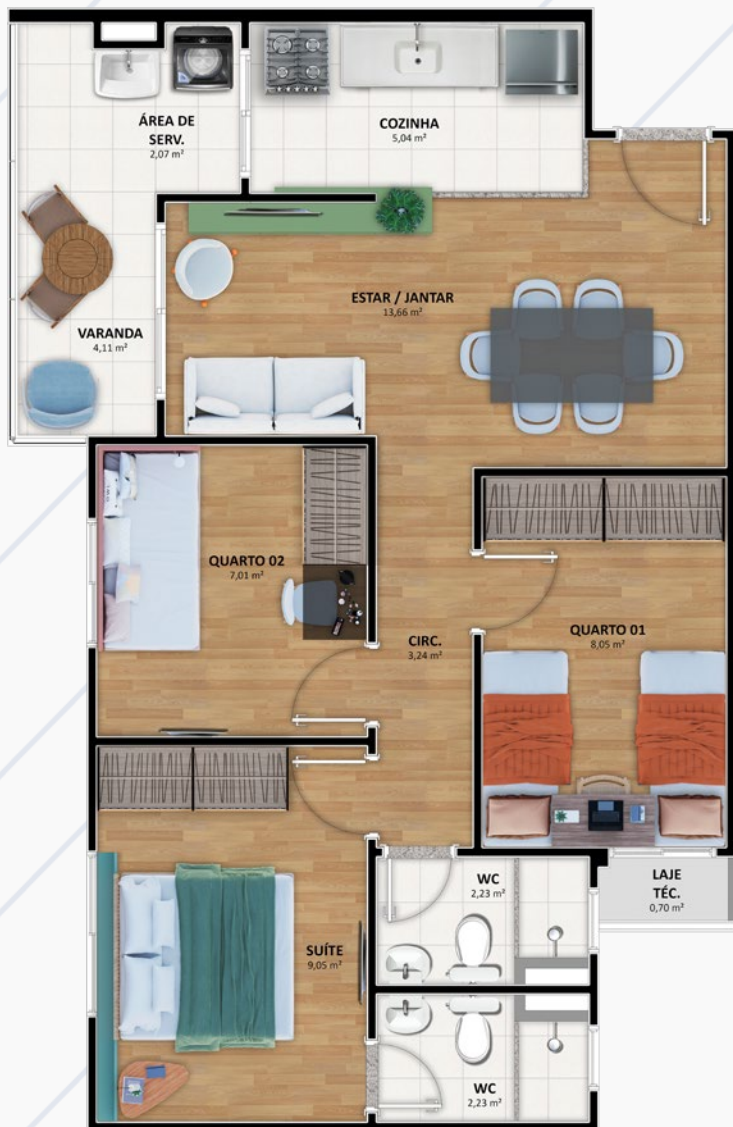 ÁREA DE
SERV.
2,07 m²
COZINHA
5,04 m²
ESTAR / JANTAR
13,66 m²
VARANDA
4,11 m²
QUARTO 02
7,01 m²
CIRC.
3,24 m²
QUARTO 01
8,05 m²
WC
2,23 m²
LAJE
TÉC.
0,70 m²
SUÍTE
9,05 m²
WC
2,23 m²